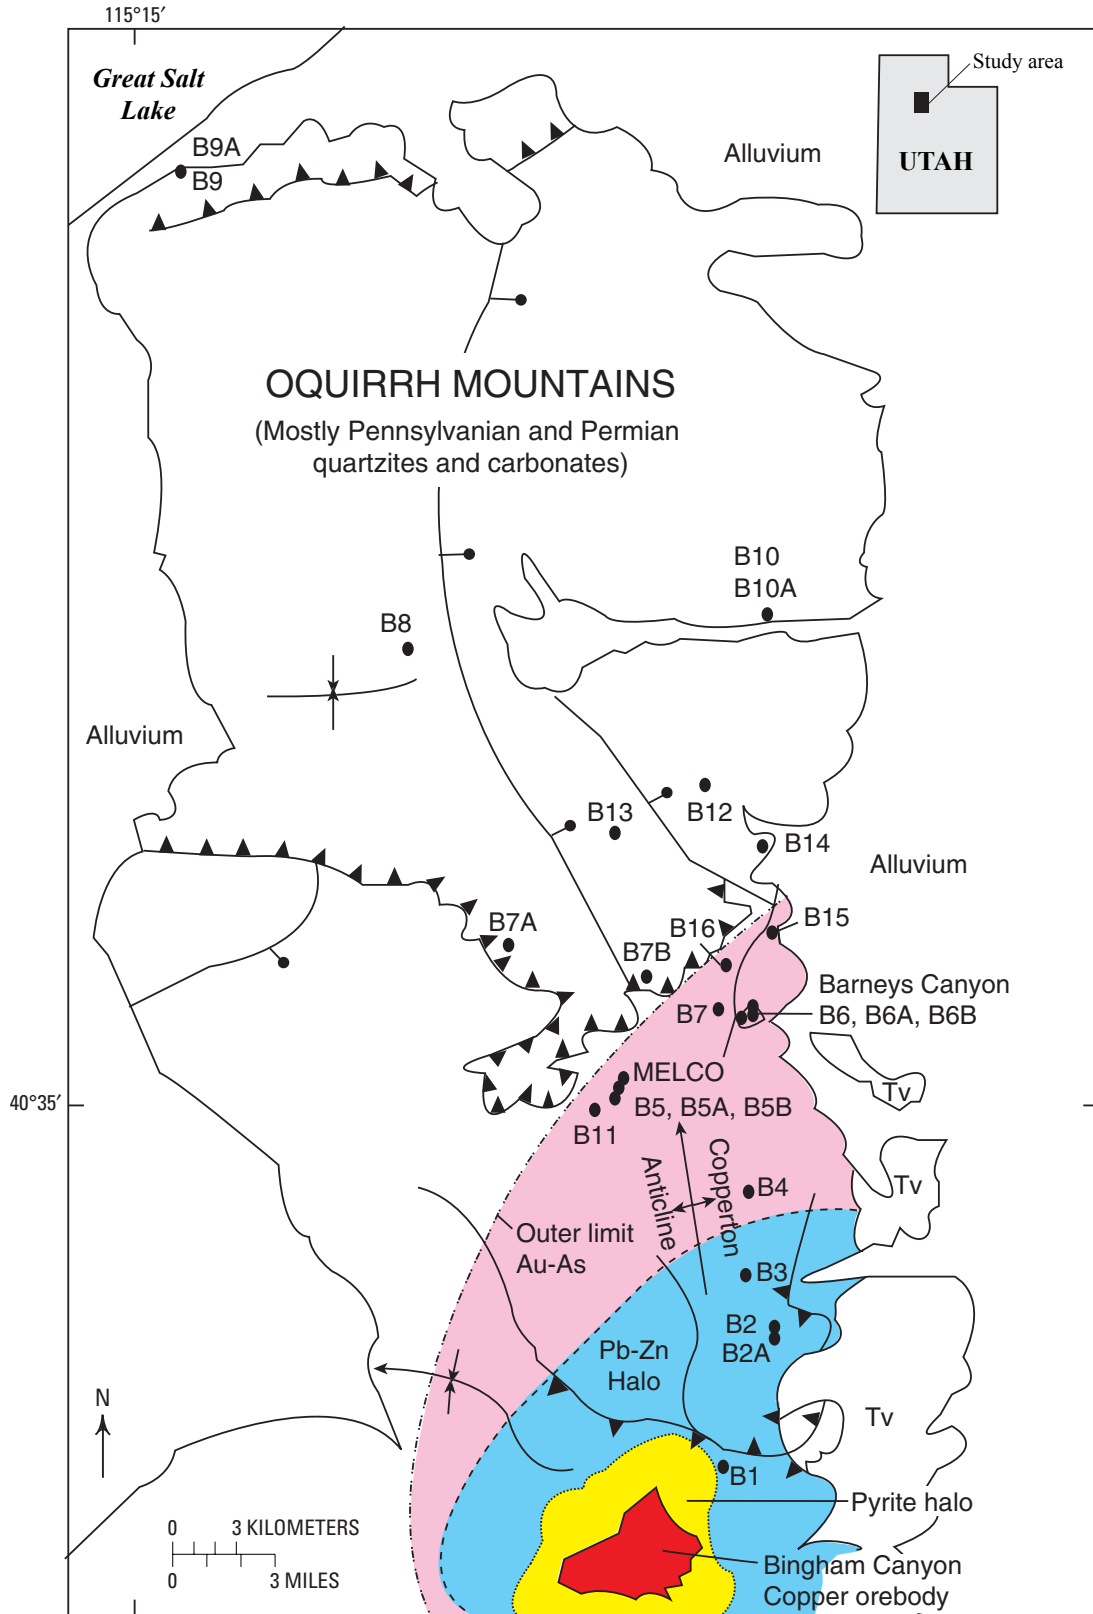 115°15′
Great Salt
Lake
Study area
UTAH
B9A
B9
Alluvium
OQUIRRH MOUNTAINS
(Mostly Pennsylvanian and Permian
quartzites and carbonates)
B10
B10A
B8
Alluvium
B13
B12
B14
Alluvium
B7A
B16
B15
B7B
Barneys Canyon
B6, B6A, B6B
B7
MELCO
B5, B5A, B5B
Tv
40°35′
B11
Copperton
Anticline
B4
Tv
Outer limit
Au-As
B3
B2
B2A
Pb-Zn
Halo
N
Tv
B1
Pyrite halo
0 3 KILOMETERS
0 3 MILES
Bingham Canyon
Copper orebody